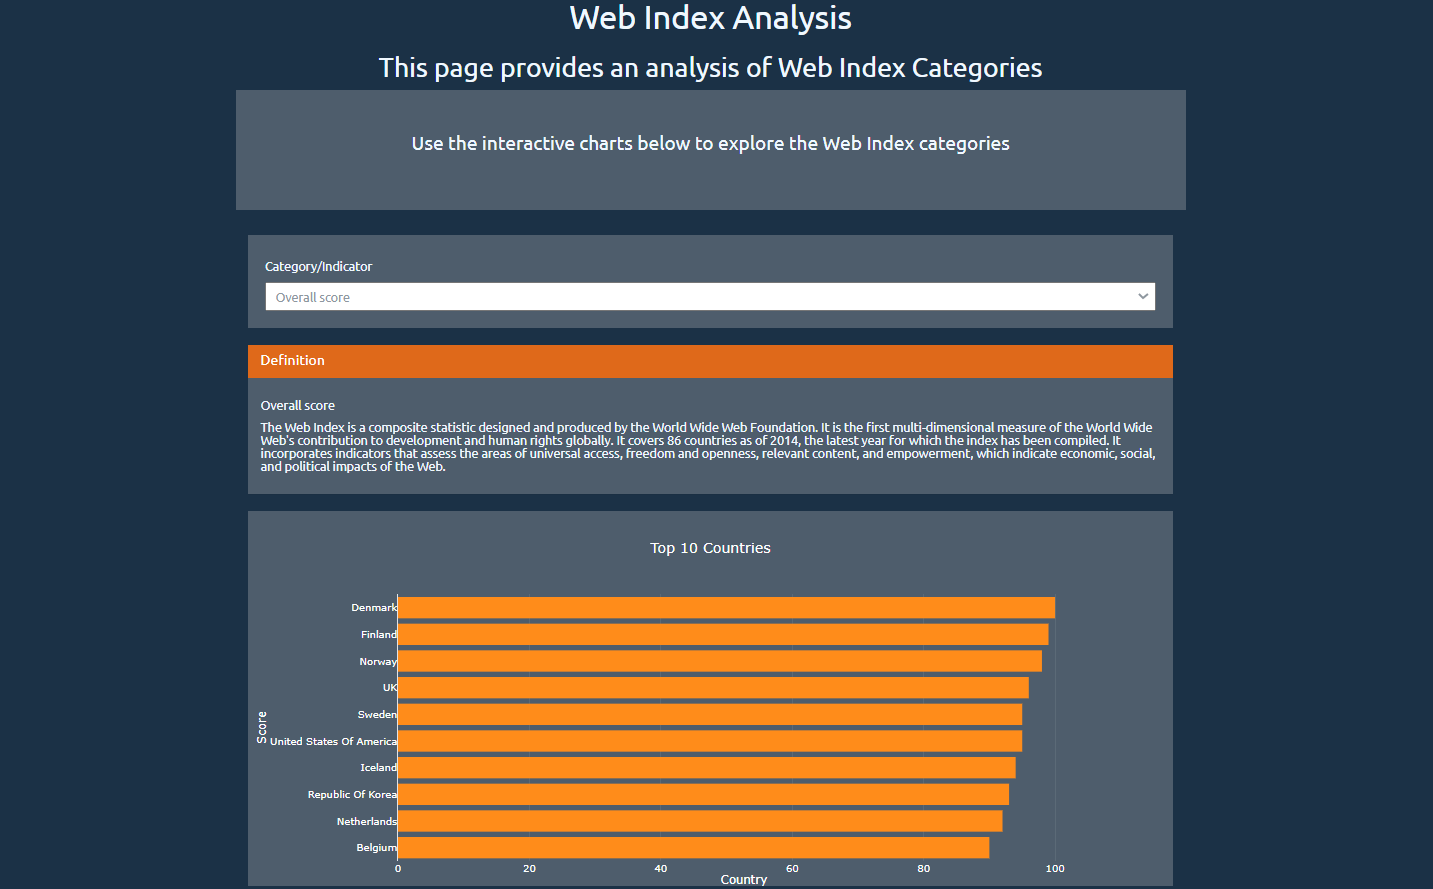 Web Index Analysis
This page provides an analysis of Web Index Categories
Use the interactive charts below to explore the Web Index categories
Category/Indicator
Overall score
Definition
Overall score
The Web Index is a composite statistic designed and produced by the World Wide Web Foundation. It is the first multi-dimensional measure of the World Wide
Web's contribution to development and human rights globally. It covers 86 countries as of 2014, the latest year for which the index has been compiled. It
incorporates indicators that assess the areas of universal access, freedom and openness, relevant content, and empowerment, which indicate economic, social,
and political impacts of the Web.
Top 10 Countries
Denmark
Finland
Norway
UK
Sweden
Score
United States Of America
Iceland
Republic Of Korea
Netherlands
Belgium
0 20 40 60 80 100
Country